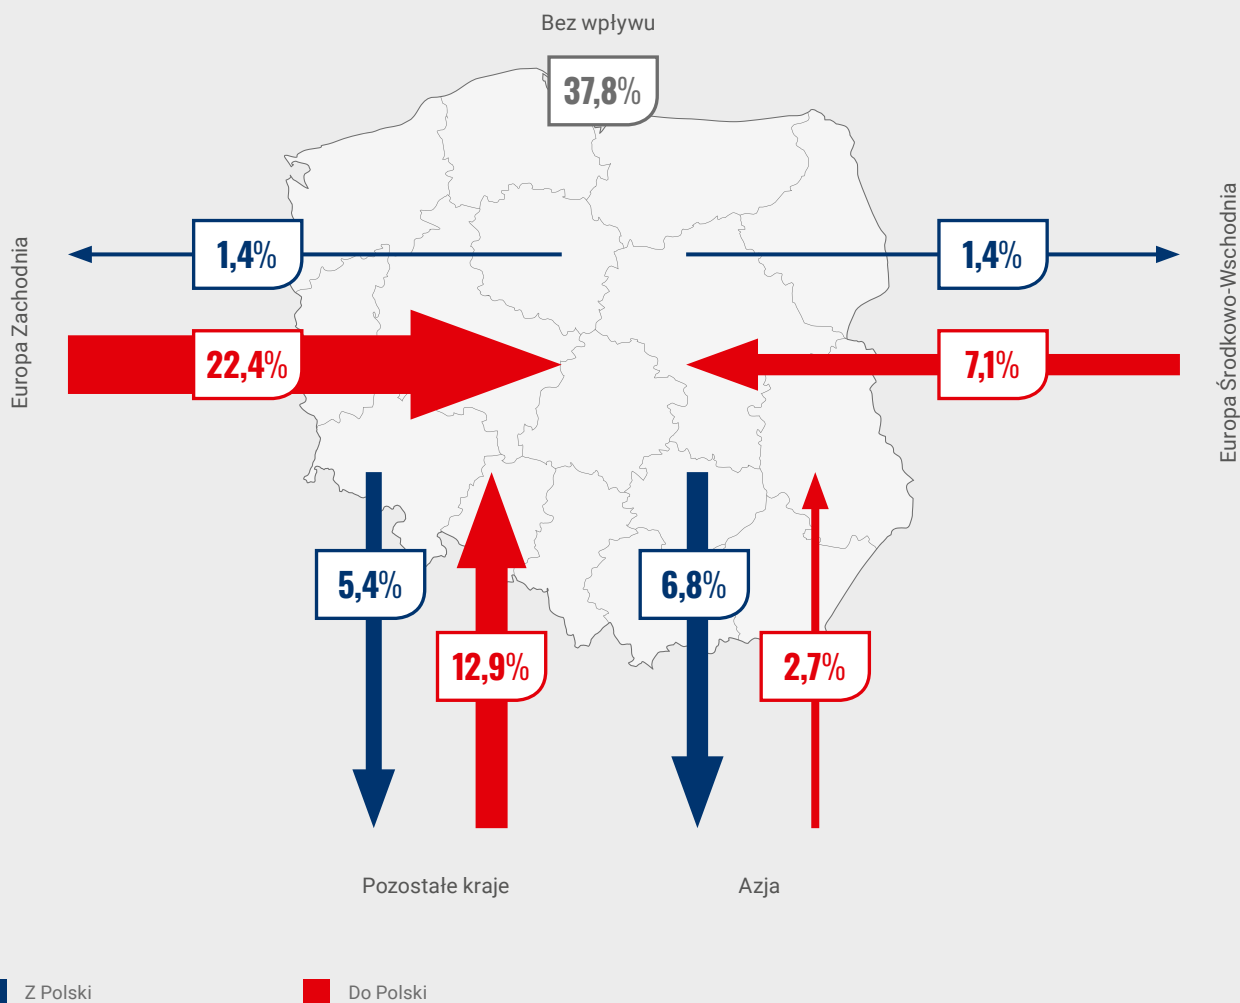 Bez wpływu
37,8%
Europa Zachodnia
1,4%
1,4%
Europa Środkowo-Wschodnia
22,4%
7,1%
5,4%
6,8%
12,9%
2,7%
Pozostałe kraje
Azja
Z Polski
Do Polski